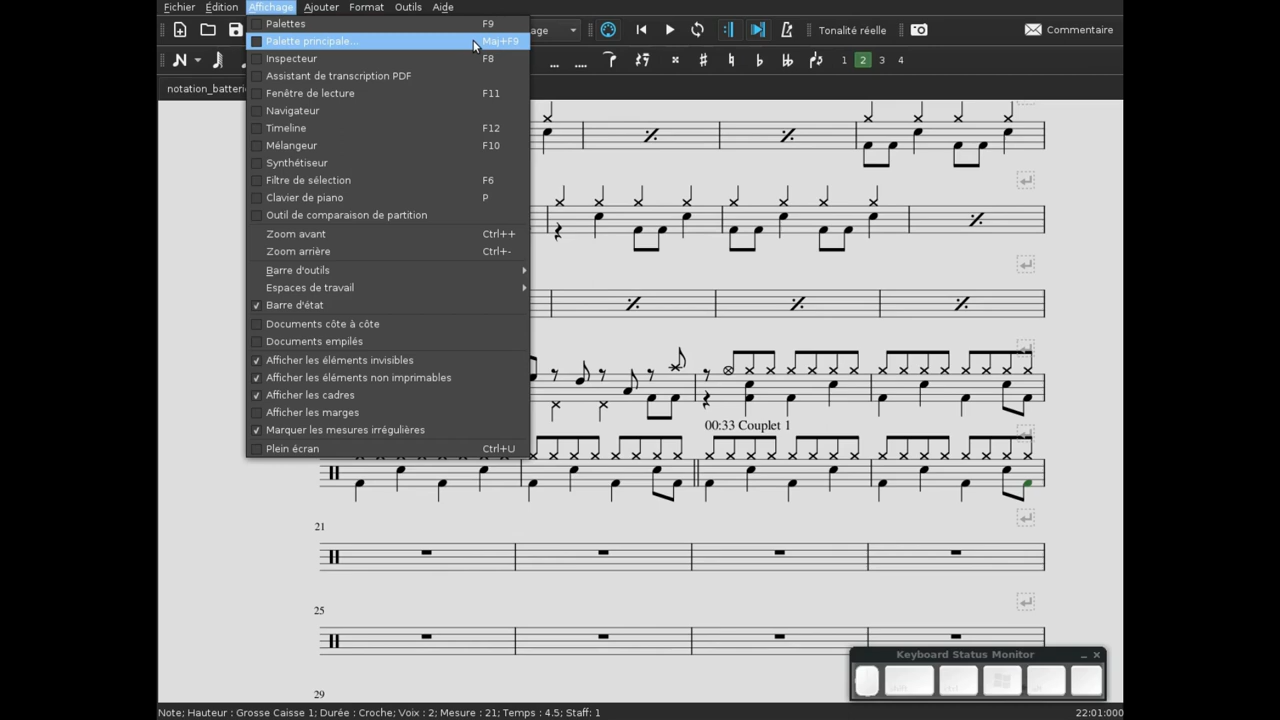 Fichier Édition Affichage Ajouter Format Outils Aide
age Tonalité réelle Commentaire
1 2 3 4
notation_batteri
Palettes F9
Palette principale... Maj+F9
Inspecteur F8
Assistant de transcription PDF
Fenêtre de lecture F11
Navigateur
Timeline F12
Mélangeur F10
Synthétiseur
Filtre de sélection F6
Clavier de piano P
Outil de comparaison de partition
Zoom avant Ctrl++
Zoom arrière Ctrl+-
Barre d'outils
Espaces de travail
Barre d'état
Documents côte à côte
Documents empilés
Afficher les éléments invisibles
Afficher les éléments non imprimables
Afficher les cadres
Afficher les marges
Marquer les mesures irrégulières
Plein écran Ctrl+U
00:33 Couplet 1
21
25
29
Keyboard Status Monitor
Note; Hauteur : Grosse Caisse 1; Durée : Croche; Voix : 2; Mesure : 21; Temps : 4.5; Staff: 1 22:01:000